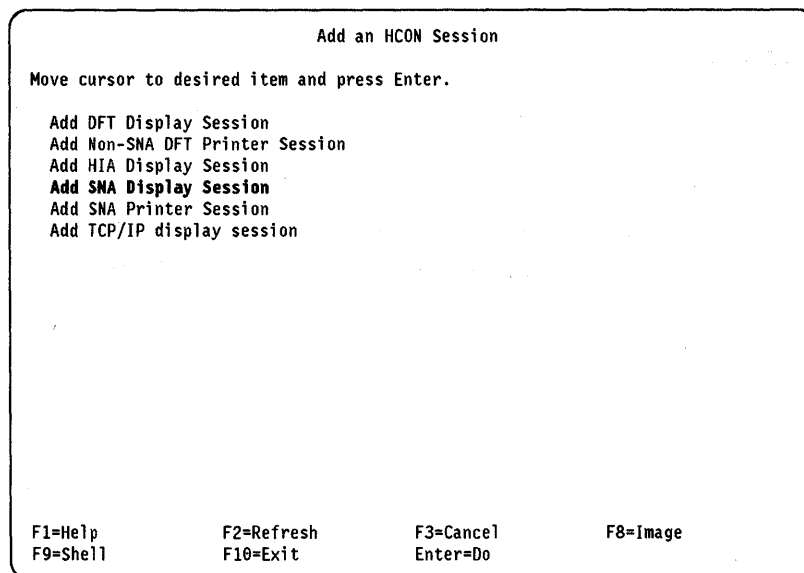 Add an HCON Session
Move cursor to desired item and press Enter.
Add DFT Display Session
Add Non-SNA DFT Printer Session
Add HIA Display Session
Add SNA Display Session
Add SNA Printer Session
Add TCP/IP display session
F1=Help F2=Refresh F3=Cancel F8=Image
F9=Shell F10=Exit Enter=Do